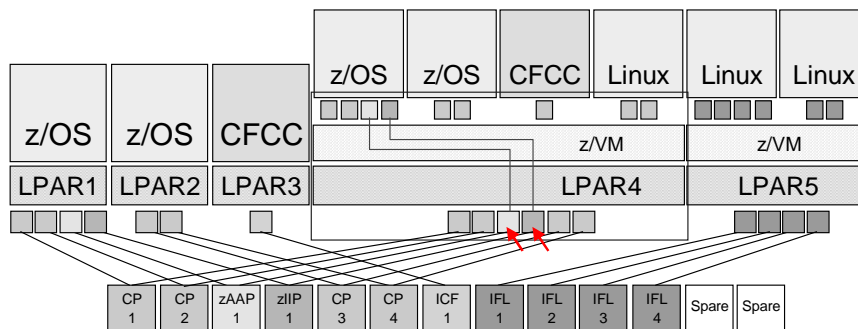 z/OS z/OS CFCC Linux Linux Linux
z/OS z/OS CFCC
z/VM z/VM
LPAR1 LPAR2 LPAR3 LPAR4 LPAR5
CP CP zAAP zIIP CP CP ICF IFL IFL IFL IFL
1 2 1 1 3 4 1 1 2 3 4
Spare Spare